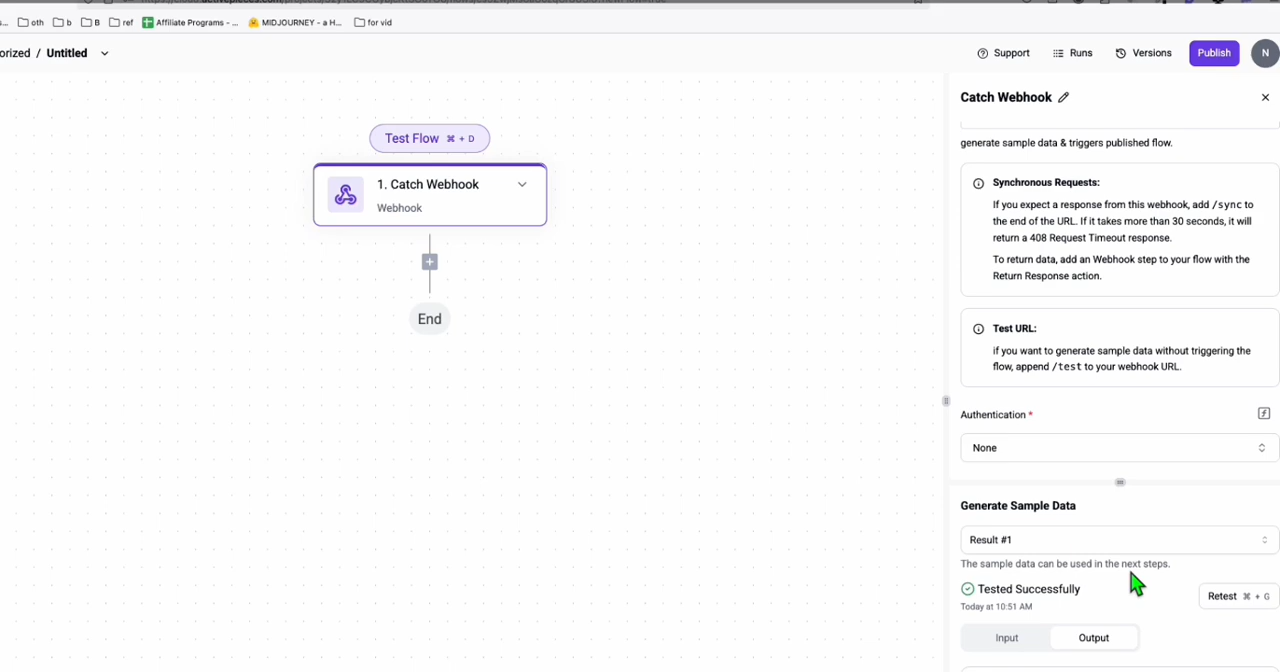 oth
b
B
ref
Affiliate Programs - ...
MIDJOURNEY - a H...
for vid
orized / Untitled
Support
Runs
Versions
Publish
N
Catch Webhook
generate sample data & triggers published flow.
Synchronous Requests:
If you expect a response from this webhook, add /sync to
the end of the URL. If it takes more than 30 seconds, it will
return a 408 Request Timeout response.
To return data, add an Webhook step to your flow with the
Return Response action.
Test URL:
if you want to generate sample data without triggering the
flow, append /test to your webhook URL.
Authentication *
None
Generate Sample Data
Result #1
The sample data can be used in the next steps.
Tested Successfully
Today at 10:51 AM
Retest ⌘ + G
Input
Output
Test Flow ⌘ + D
1. Catch Webhook
Webhook
End